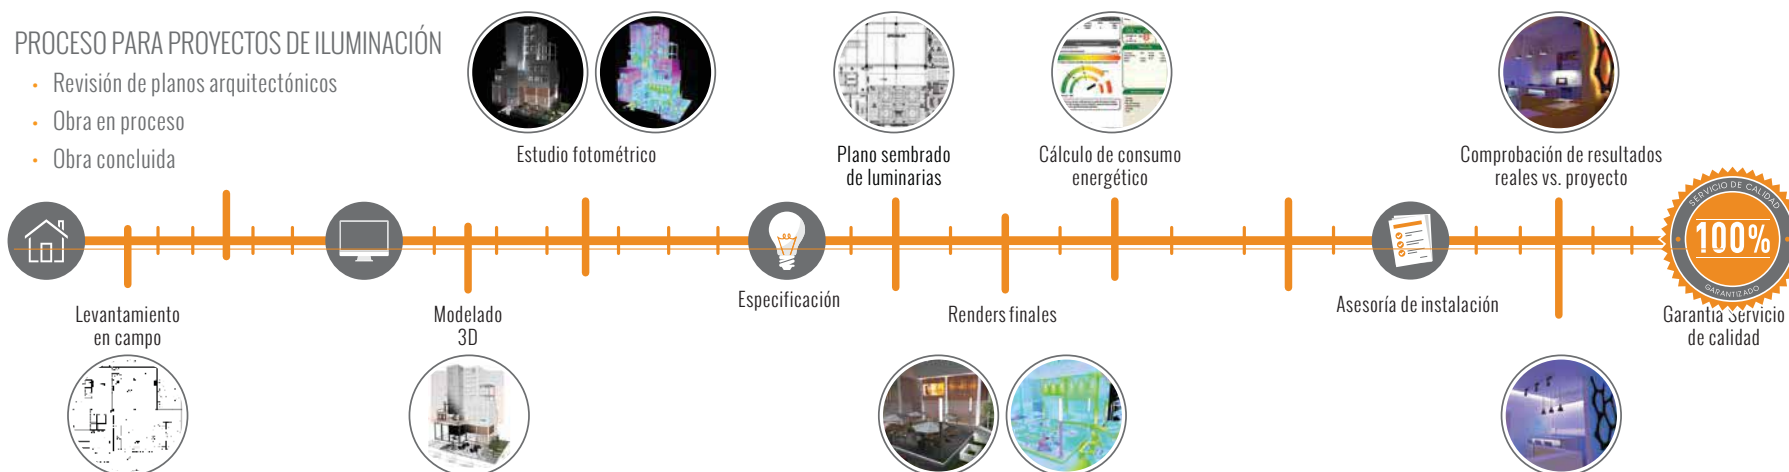 PROCESO PARA PROYECTOS DE ILUMINACIÓN
• Revisión de planos arquitectónicos
• Obra en proceso
• Obra concluida
Estudio fotométrico
Plano sembrado
de luminarias
Cálculo de consumo
energético
Comprobación de resultados
reales vs. proyecto
SERVICIO DE CALIDAD
100%
GARANTIZADO
Levantamiento
en campo
Modelado
3D
Especificación
Renders finales
Asesoría de instalación
Garantía Servicio
de calidad